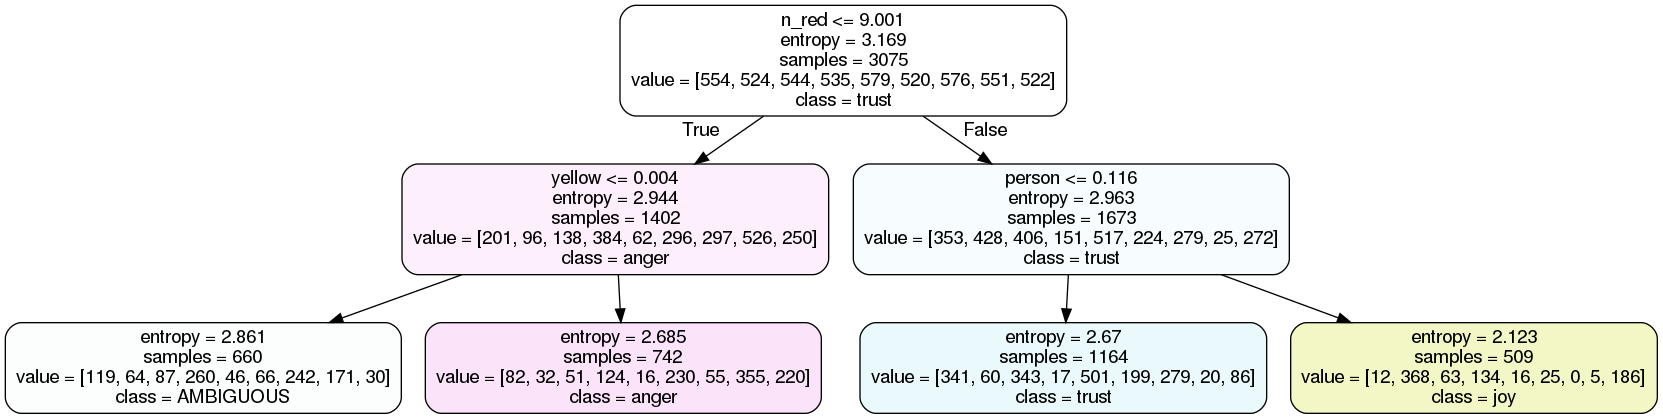 n_red <= 9.001
entropy = 3.169
samples = 3075
value = [554, 524, 544, 535, 579, 520, 576, 551, 522]
class = trust
True
False
yellow <= 0.004
entropy = 2.944
samples = 1402
value = [201, 96, 138, 384, 62, 296, 297, 526, 250]
class = anger
person <= 0.116
entropy = 2.963
samples = 1673
value = [353, 428, 406, 151, 517, 224, 279, 25, 272]
class = trust
entropy = 2.861
samples = 660
value = [119, 64, 87, 260, 46, 66, 242, 171, 30]
class = AMBIGUOUS
entropy = 2.685
samples = 742
value = [82, 32, 51, 124, 16, 230, 55, 355, 220]
class = anger
entropy = 2.67
samples = 1164
value = [341, 60, 343, 17, 501, 199, 279, 20, 86]
class = trust
entropy = 2.123
samples = 509
value = [12, 368, 63, 134, 16, 25, 0, 5, 186]
class = joy